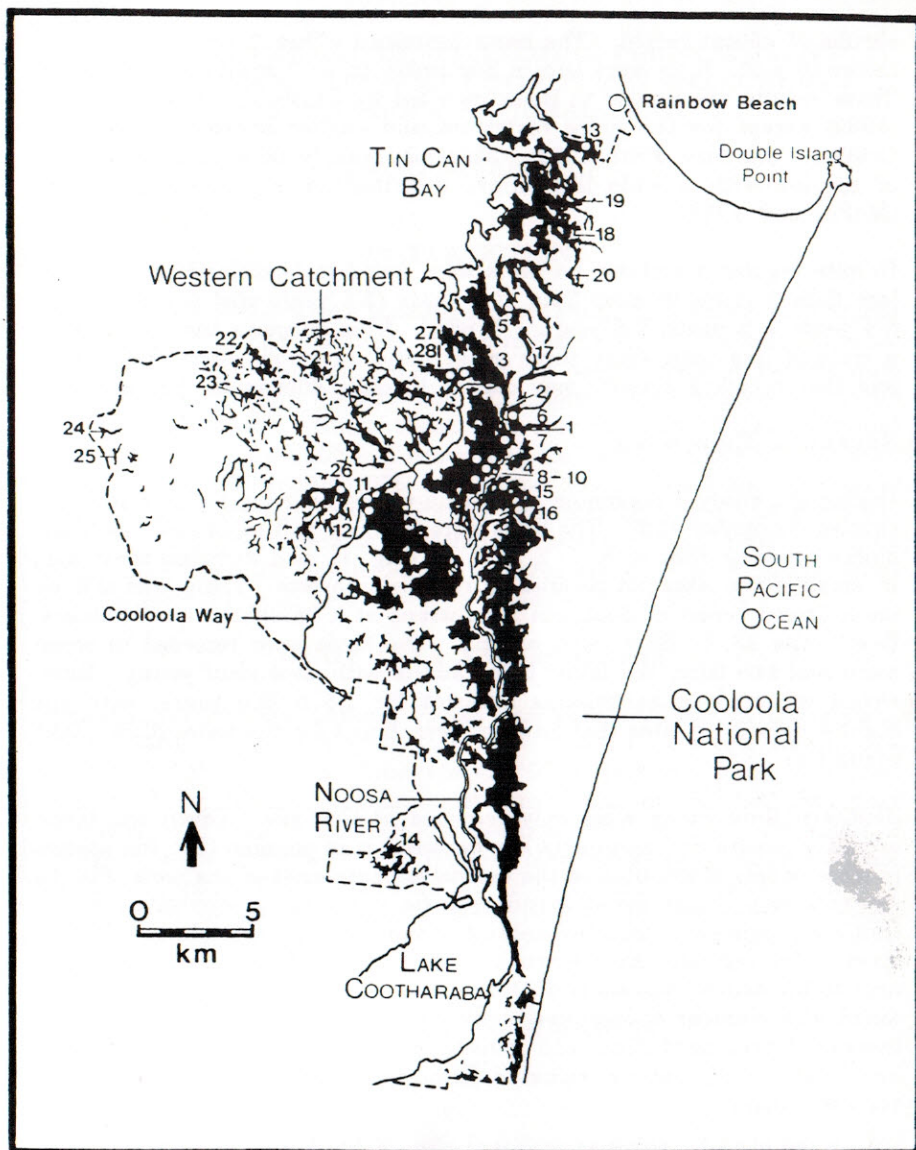 Rainbow Beach
13
TIN CAN
BAY
Double Island
Point
19
18
20
Western Catchment
5
27
22
21
28
3
17
23
2
6
1
24
7
25
4
26
8 - 10
11
15
16
12
SOUTH
PACIFIC
OCEAN
Cooloola Way
Cooloola
National
Park
N
NOOSA
RIVER
14
0 5
km
LAKE
COOTHARABA